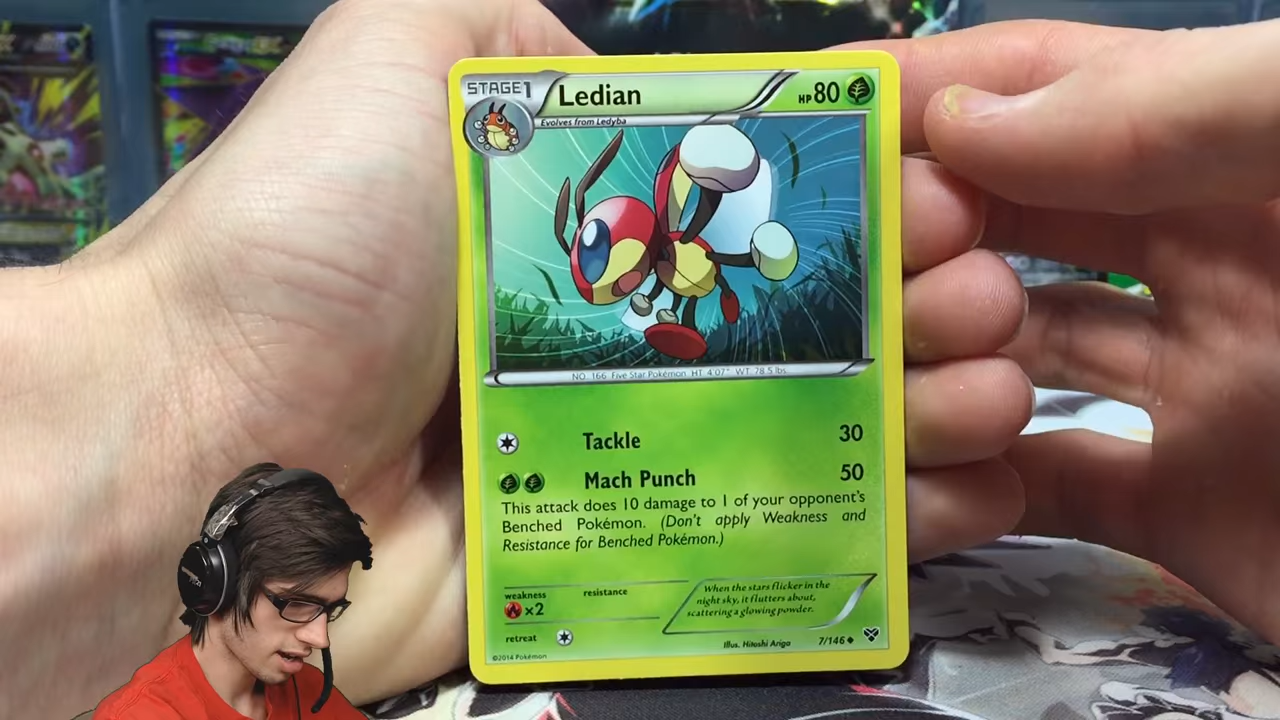 STAGE1
Ledian
HP80
Evolves from Ledyba
NO. 166 Five Star Pokémon HT 4'07" WT. 78.5 lbs.
Tackle 30
Mach Punch 50
This attack does 10 damage to 1 of your opponent's
Benched Pokémon. (Don't apply Weakness and
Resistance for Benched Pokémon.)
weakness
resistance
×2
When the stars flicker in the
night sky, it flutters about,
scattering a glowing powder.
retreat
Illus. Hitoshi Ariga
7/146
©2014 Pokémon